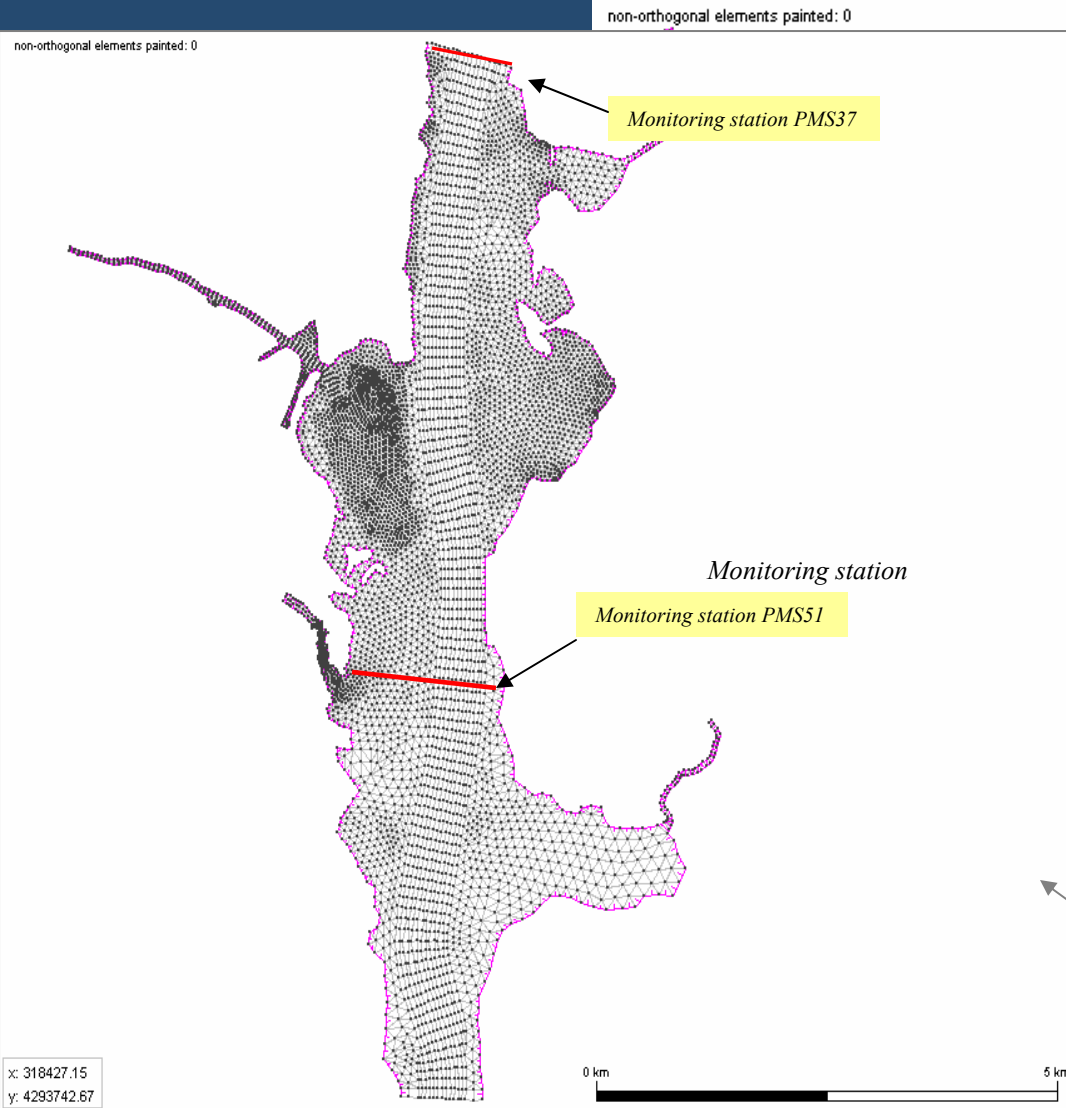 non-orthogonal elements painted: 0
non-orthogonal elements painted: 0
Monitoring station PMS37
Monitoring station
Monitoring station PMS51
x: 318427.15
y: 4293742.67
0 km
5 km